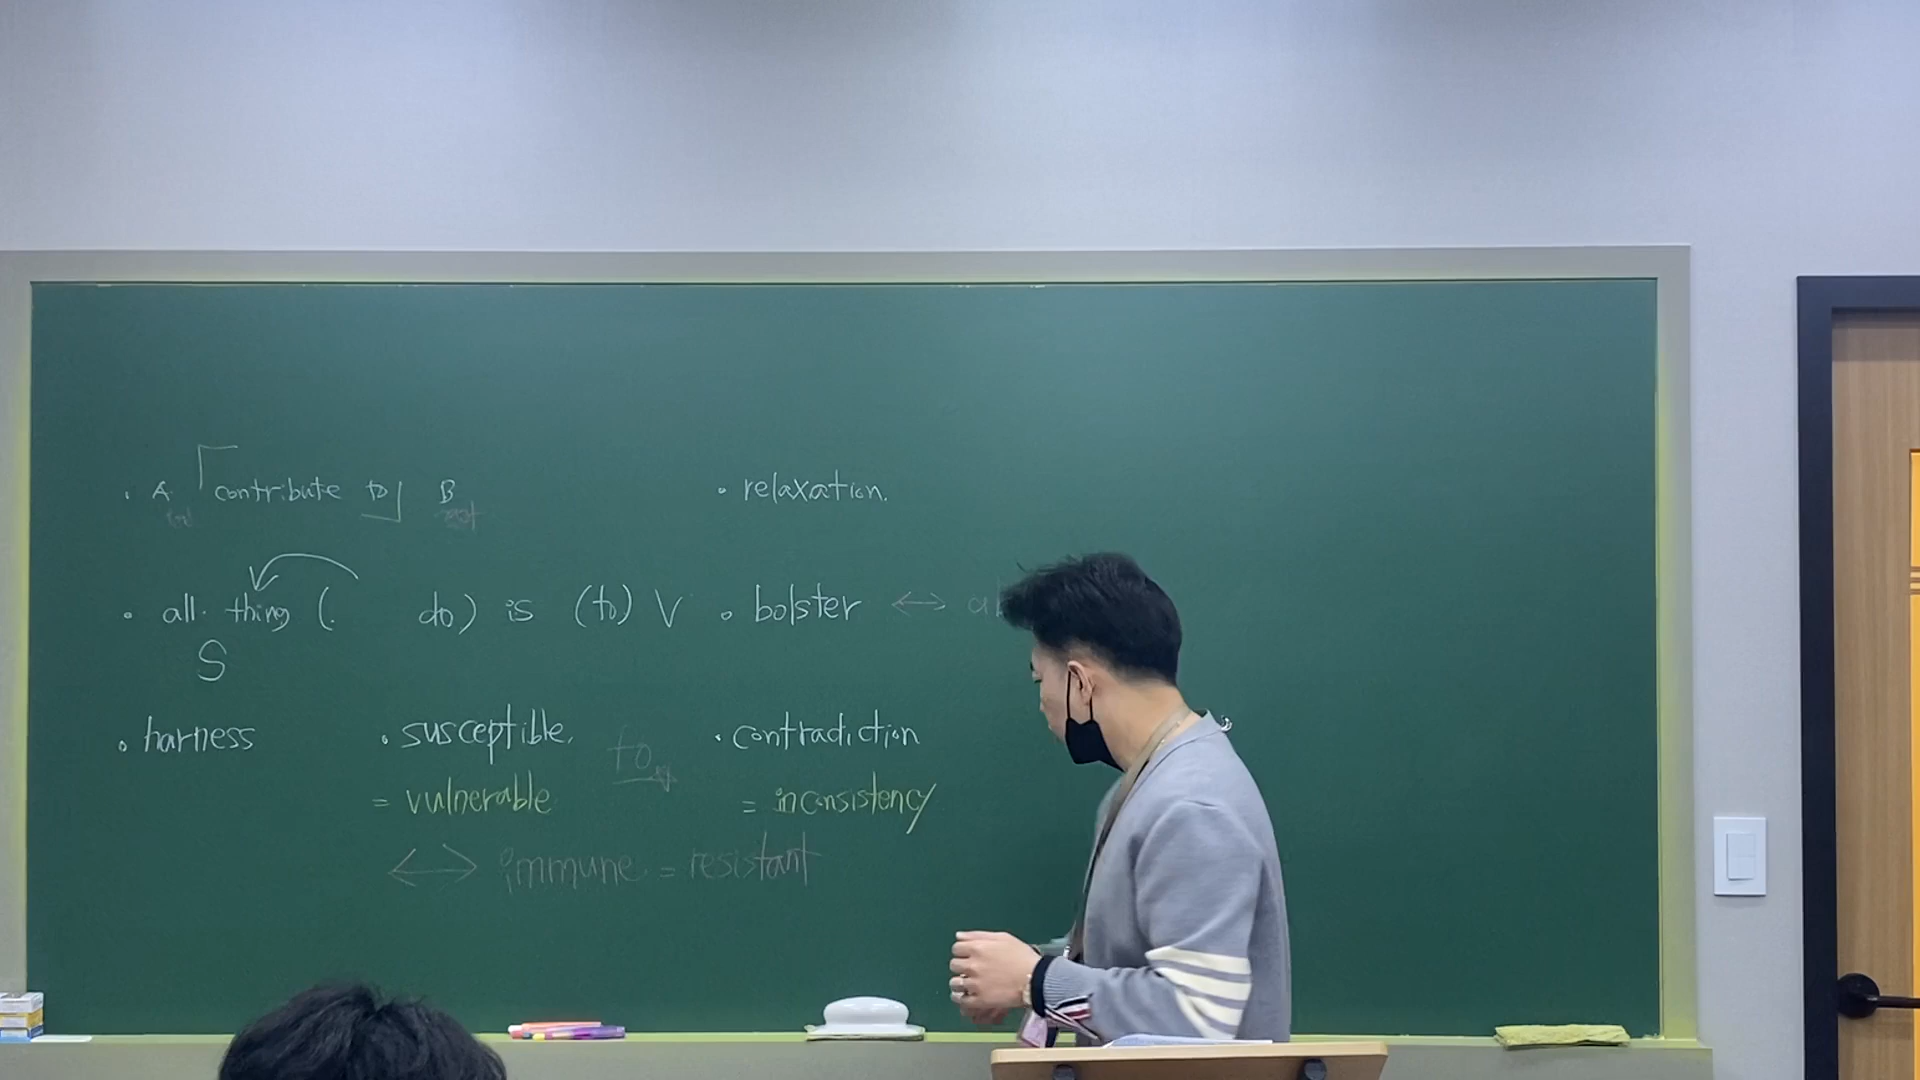 · A contribute to B
· relaxation.
· all thing ( do) is (to) V
· bolster ↔
S
· harness
· susceptible, to
· contradiction
= vulnerable
= inconsistency
↔ immune = resistant